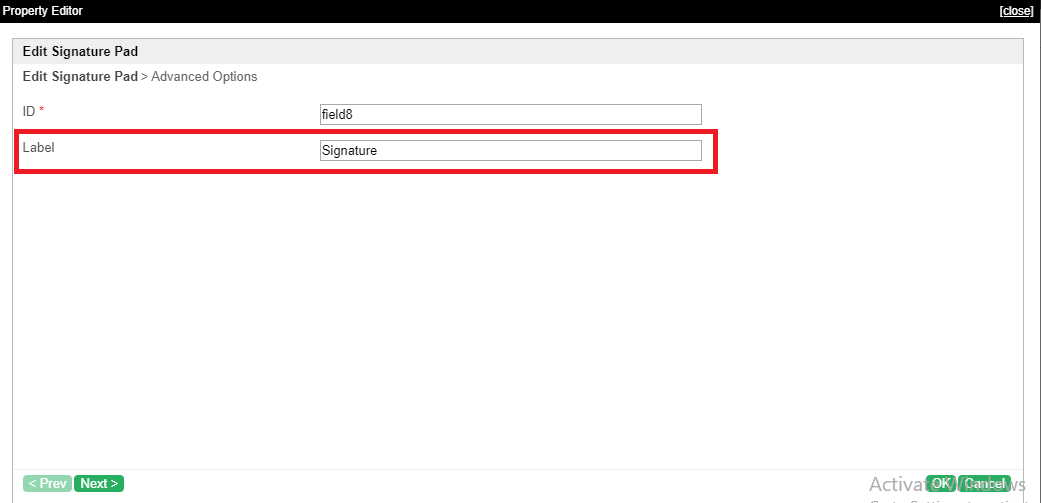 Property Editor [close]
Edit Signature Pad
Edit Signature Pad > Advanced Options
ID * field8
Label Signature
< Prev Next > OK Cancel
Activate Windows